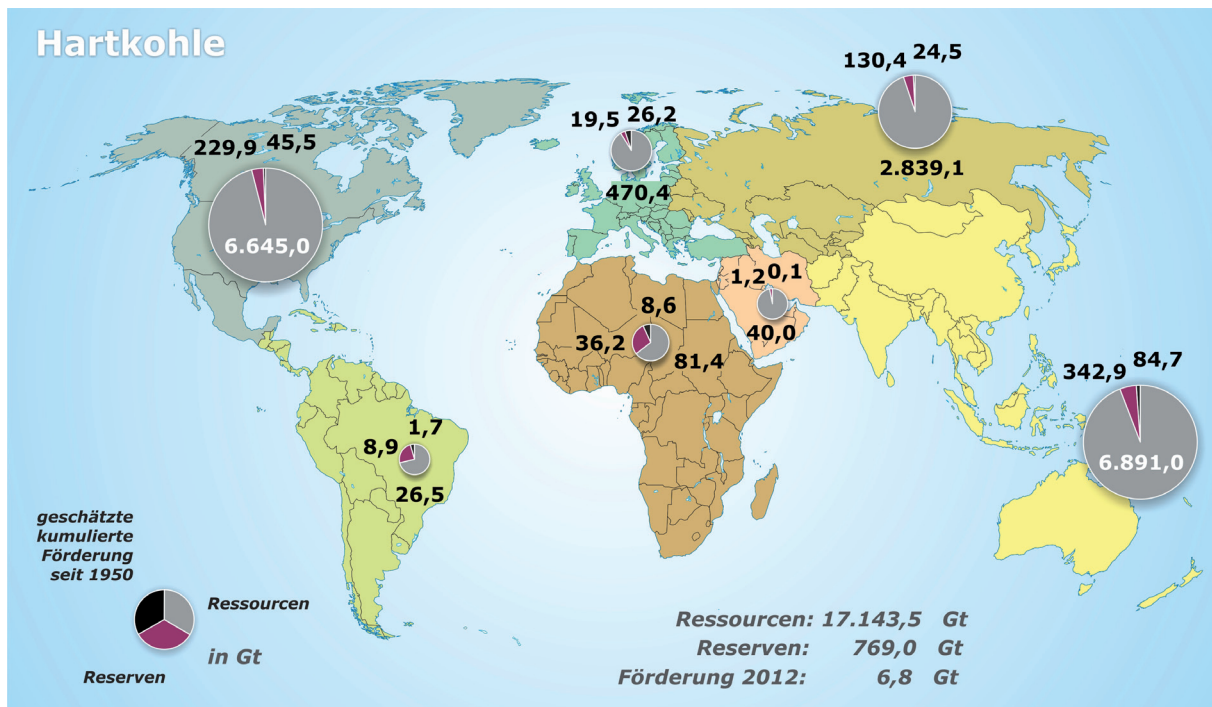 Hartkohle
130,4 24,5
2.839,1
19,5 26,2
470,4
229,9 45,5
6.645,0
1,2 0,1
40,0
8,6
36,2
81,4
342,9 84,7
6.891,0
1,7
8,9
26,5
geschätzte
kumulierte
Förderung
seit 1950
Ressourcen
in Gt
Reserven
Ressourcen: 17.143,5 Gt
Reserven: 769,0 Gt
Förderung 2012: 6,8 Gt